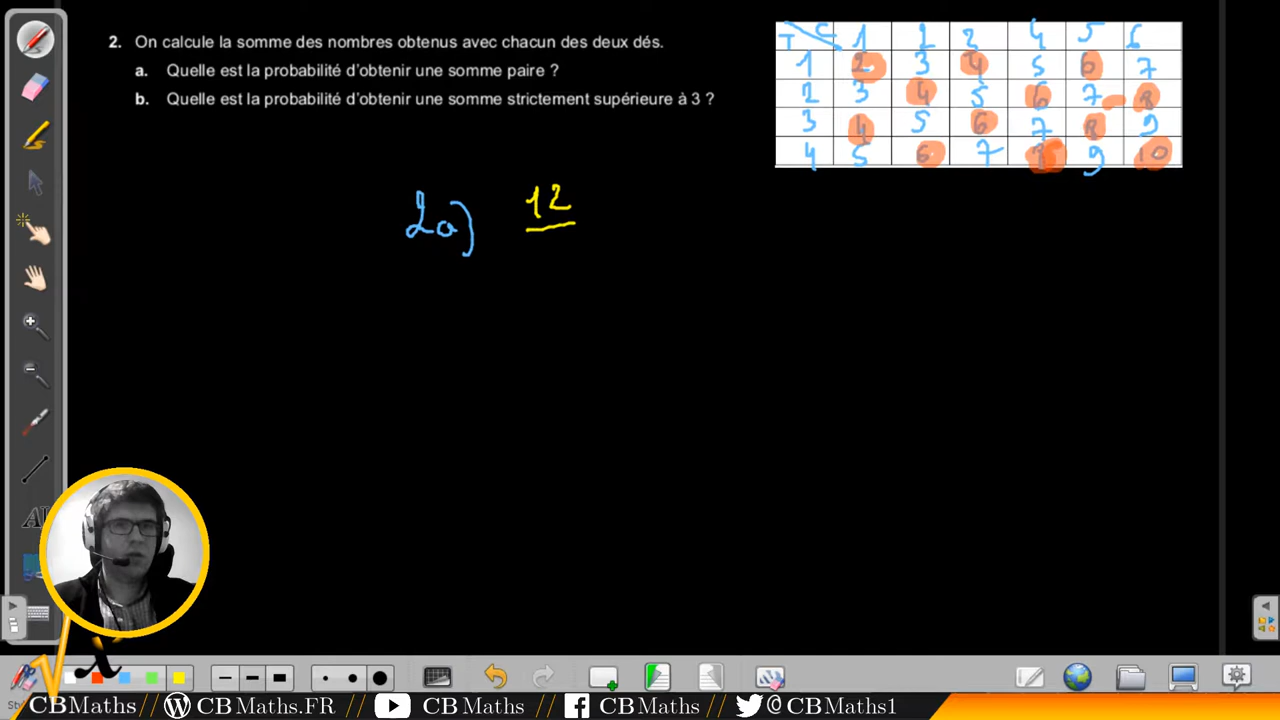 2. On calcule la somme des nombres obtenus avec chacun des deux dés.
a. Quelle est la probabilité d'obtenir une somme paire ?
b. Quelle est la probabilité d'obtenir une somme strictement supérieure à 3 ?
T C 1 2 3 4 5 6
1 2 3 4 5 6 7
2 3 4 5 6 7 8
3 4 5 6 7 8 9
4 5 6 7 8 9 10
2a) 12
CBMaths CBMaths.FR CBMaths CBMaths @CBMaths1